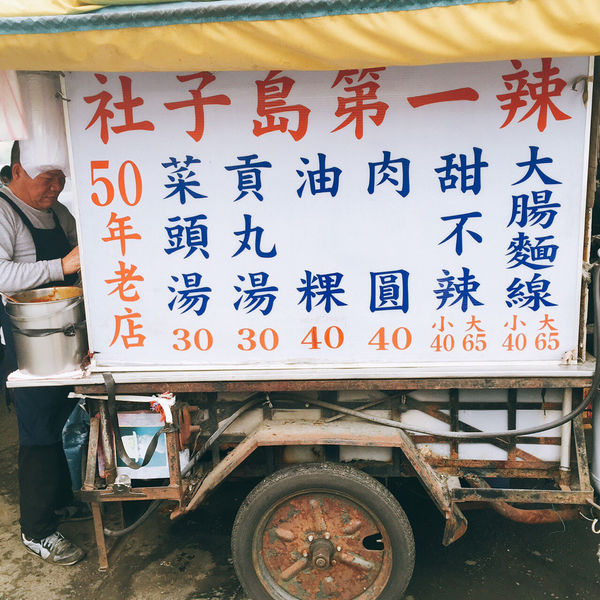 社子島第一辣
50年老店
菜頭湯 30
貢丸湯 30
油粿 40
肉圓 40
甜不辣 小40 大65
大腸麵線 小40 大65